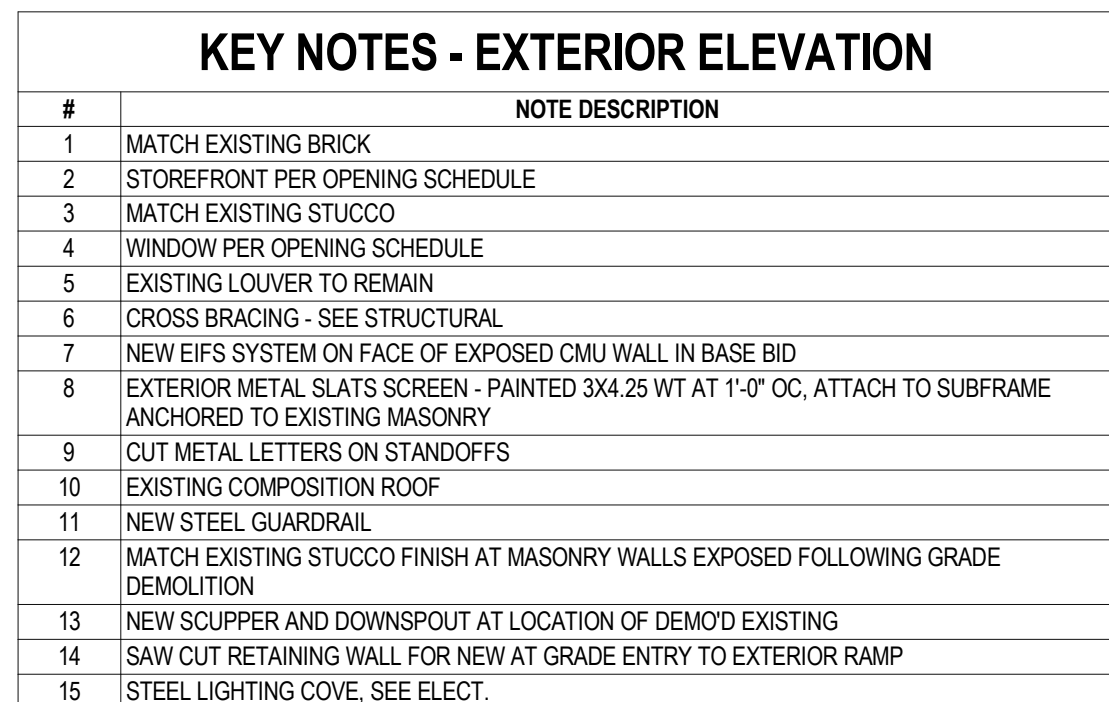 KEY NOTES - EXTERIOR ELEVATION
# NOTE DESCRIPTION
1 MATCH EXISTING BRICK
2 STOREFRONT PER OPENING SCHEDULE
3 MATCH EXISTING STUCCO
4 WINDOW PER OPENING SCHEDULE
5 EXISTING LOUVER TO REMAIN
6 CROSS BRACING - SEE STRUCTURAL
7 NEW EIFS SYSTEM ON FACE OF EXPOSED CMU WALL IN BASE BID
8 EXTERIOR METAL SLATS SCREEN - PAINTED 3X4.25 WT AT 1'-0" OC, ATTACH TO SUBFRAME
ANCHORED TO EXISTING MASONRY
9 CUT METAL LETTERS ON STANDOFFS
10 EXISTING COMPOSITION ROOF
11 NEW STEEL GUARDRAIL
12 MATCH EXISTING STUCCO FINISH AT MASONRY WALLS EXPOSED FOLLOWING GRADE
DEMOLITION
13 NEW SCUPPER AND DOWNSPOUT AT LOCATION OF DEMO'D EXISTING
14 SAW CUT RETAINING WALL FOR NEW AT GRADE ENTRY TO EXTERIOR RAMP
15 STEEL LIGHTING COVE, SEE ELECT.